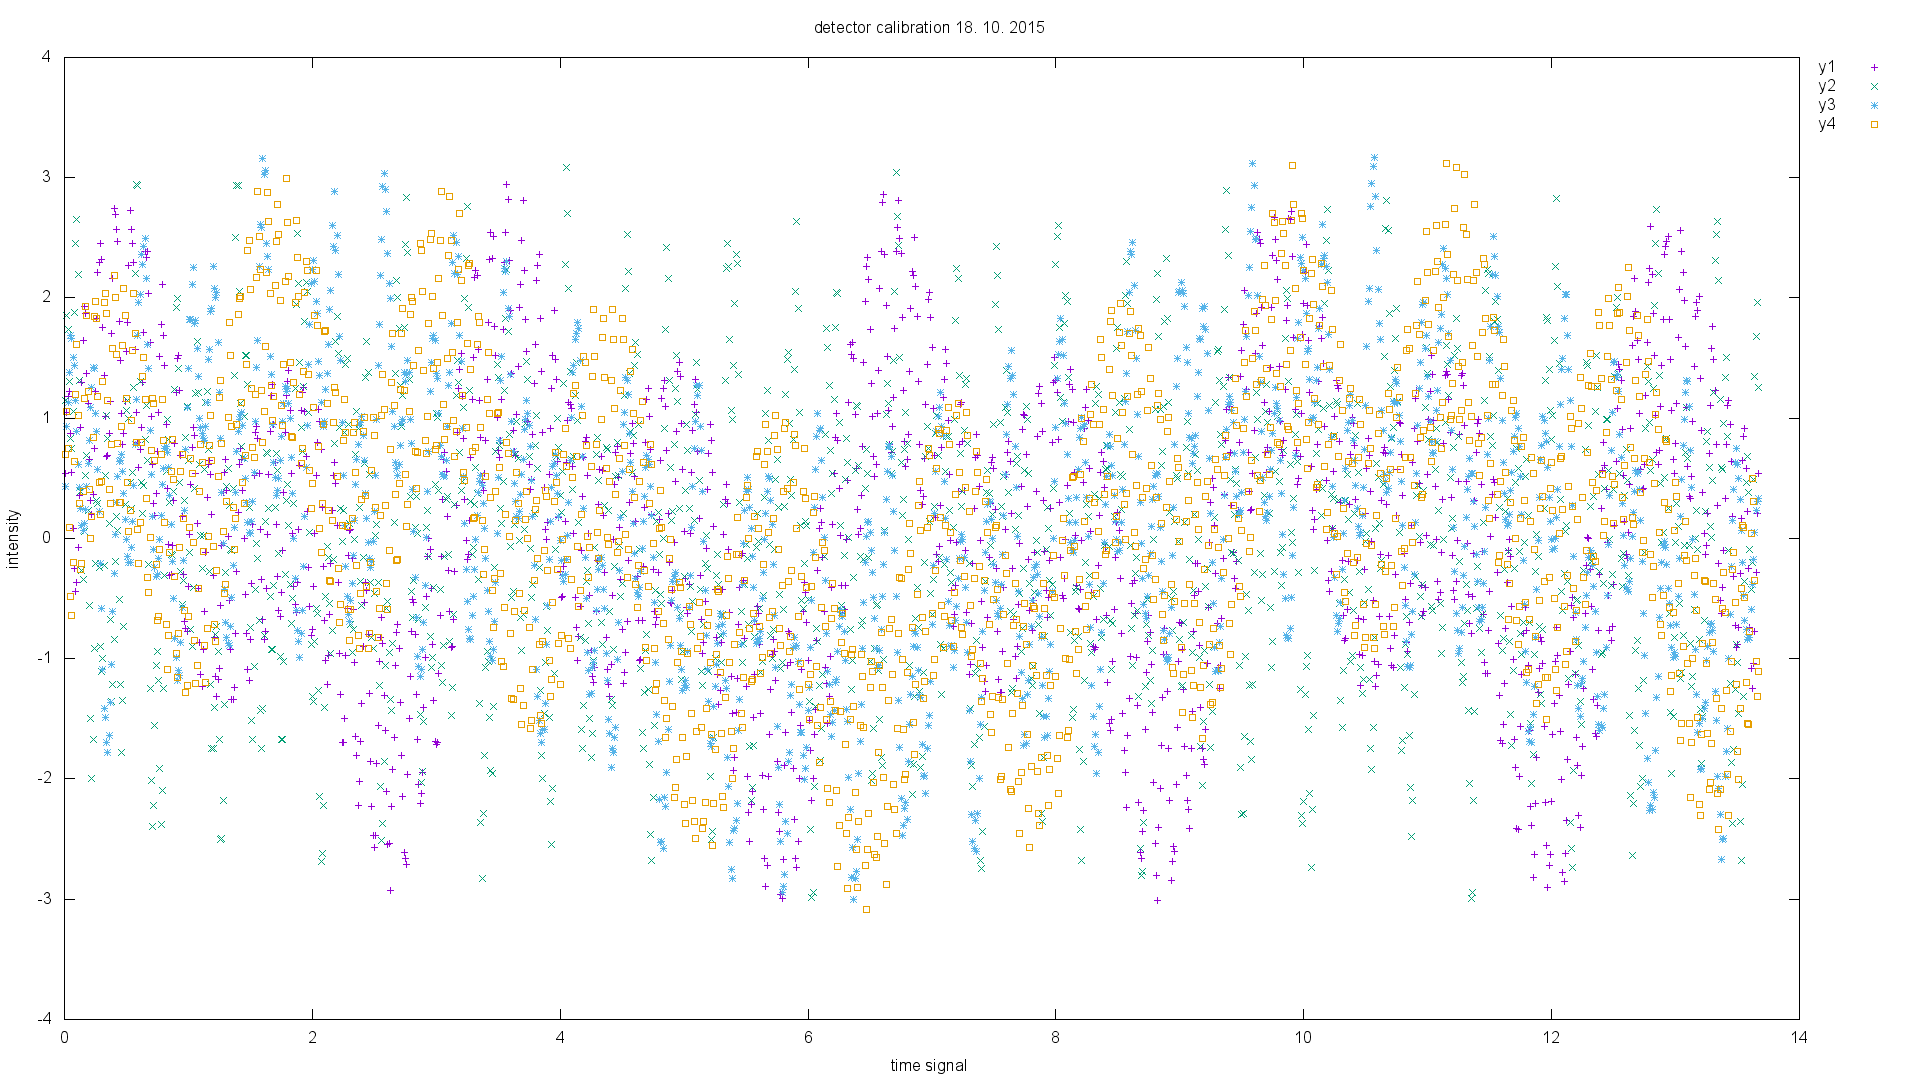 detector calibration 18. 10. 2015
y1
y2
y3
y4
4
3
2
1
0
-1
-2
-3
-4
intensity
0 2 4 6 8 10 12 14
time signal